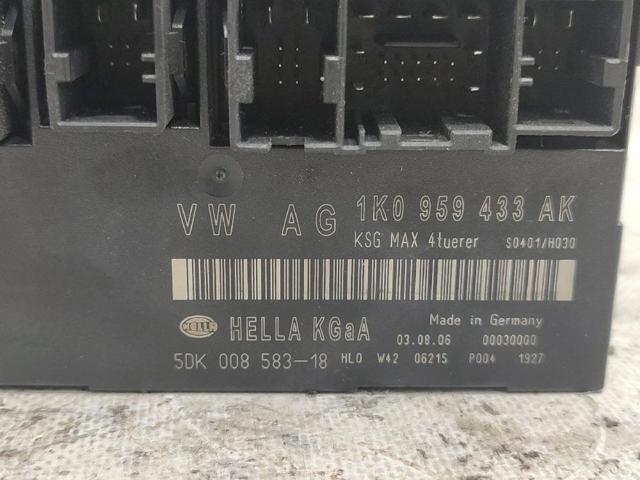 VW AG 1K0 959 433 AK
KSG MAX 4tuerer S0401/H030
HELLA HELLA KGaA Made in Germany
03.08.06 00030000
5DK 008 583-18 HLO W42 06215 P004 1927